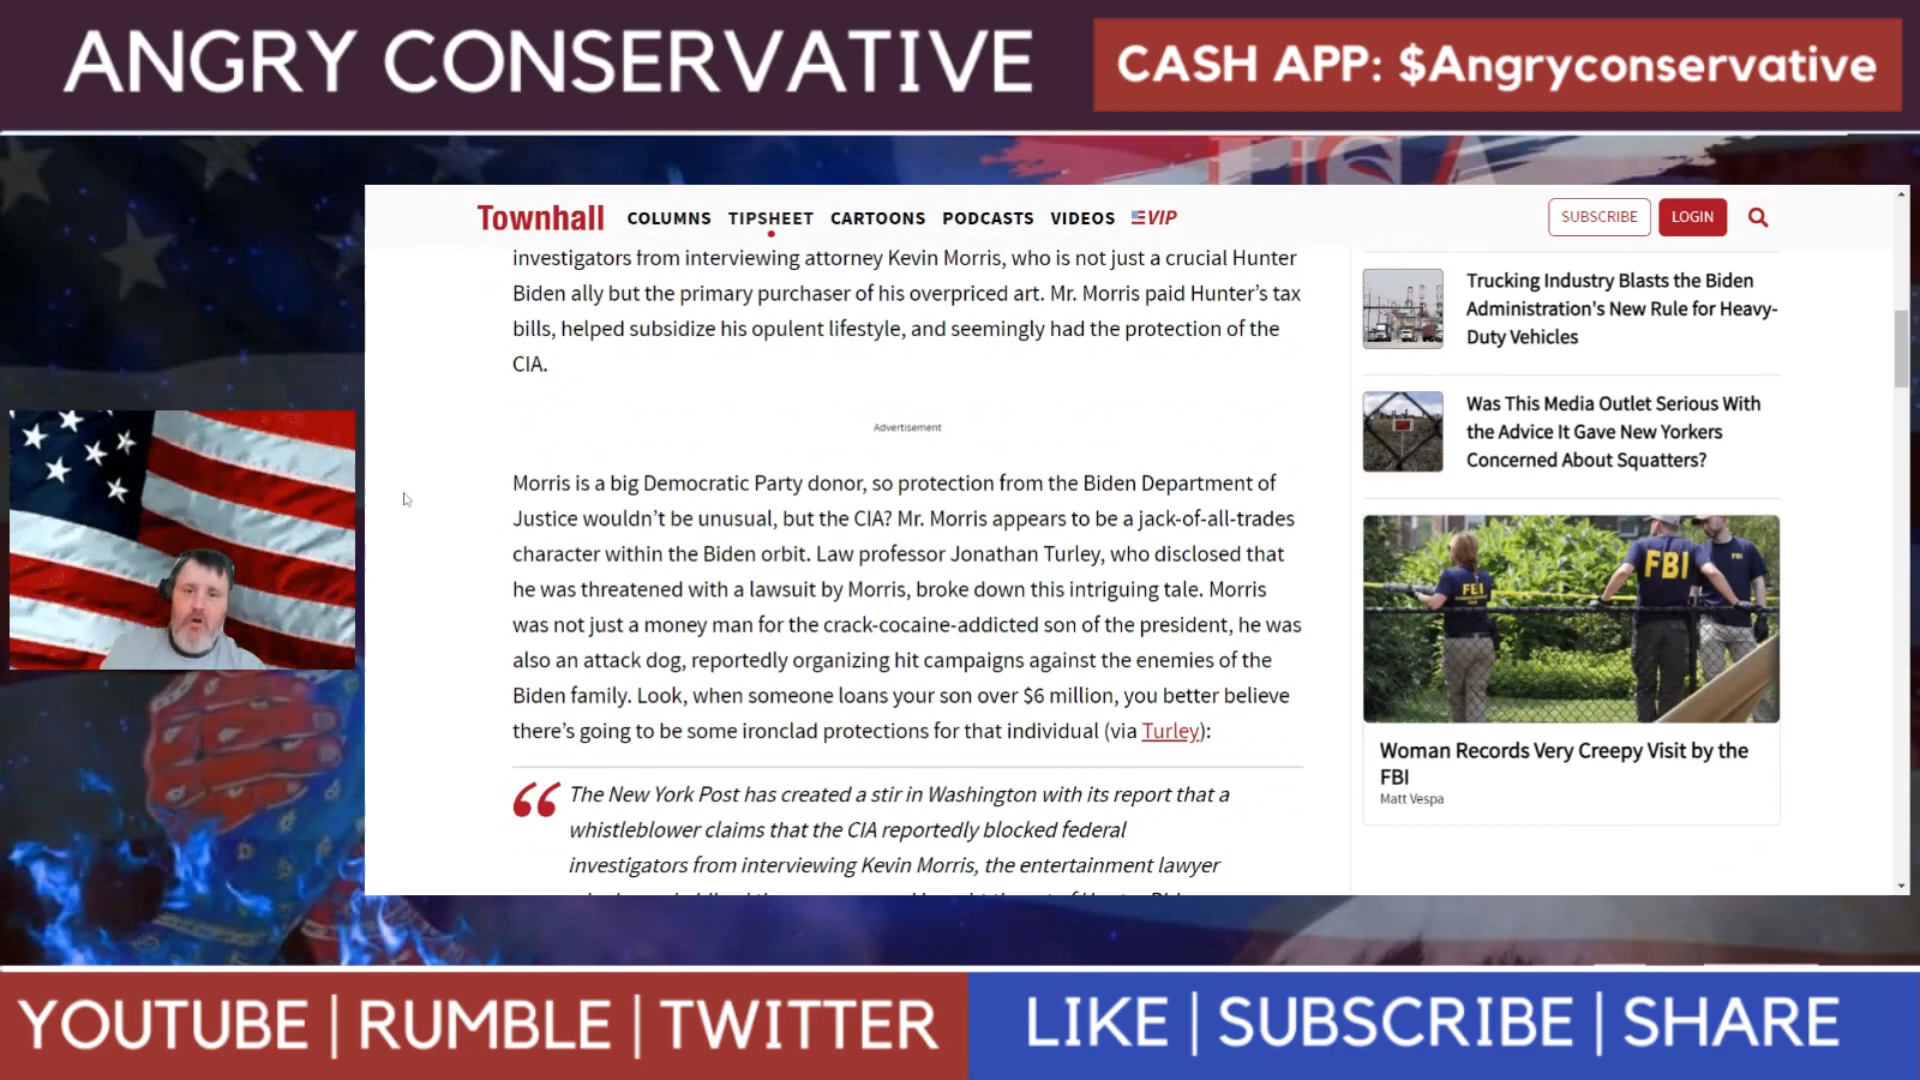 ANGRY CONSERVATIVE
CASH APP: $Angryconservative
USA
Townhall
COLUMNS TIPSHEET CARTOONS PODCASTS VIDEOS VIP
SUBSCRIBE LOGIN
investigators from interviewing attorney Kevin Morris, who is not just a crucial Hunter
Biden ally but the primary purchaser of his overpriced art. Mr. Morris paid Hunter’s tax
bills, helped subsidize his opulent lifestyle, and seemingly had the protection of the
CIA.
Advertisement
Morris is a big Democratic Party donor, so protection from the Biden Department of
Justice wouldn’t be unusual, but the CIA? Mr. Morris appears to be a jack-of-all-trades
character within the Biden orbit. Law professor Jonathan Turley, who disclosed that
he was threatened with a lawsuit by Morris, broke down this intriguing tale. Morris
was not just a money man for the crack-cocaine-addicted son of the president, he was
also an attack dog, reportedly organizing hit campaigns against the enemies of the
Biden family. Look, when someone loans your son over $6 million, you better believe
there’s going to be some ironclad protections for that individual (via Turley):
“ The New York Post has created a stir in Washington with its report that a
whistleblower claims that the CIA reportedly blocked federal
investigators from interviewing Kevin Morris, the entertainment lawyer
Trucking Industry Blasts the Biden
Administration's New Rule for Heavy-
Duty Vehicles
Was This Media Outlet Serious With
the Advice It Gave New Yorkers
Concerned About Squatters?
FBI
FBI
FBI
Woman Records Very Creepy Visit by the
FBI
Matt Vespa
YOUTUBE | RUMBLE | TWITTER
LIKE | SUBSCRIBE | SHARE